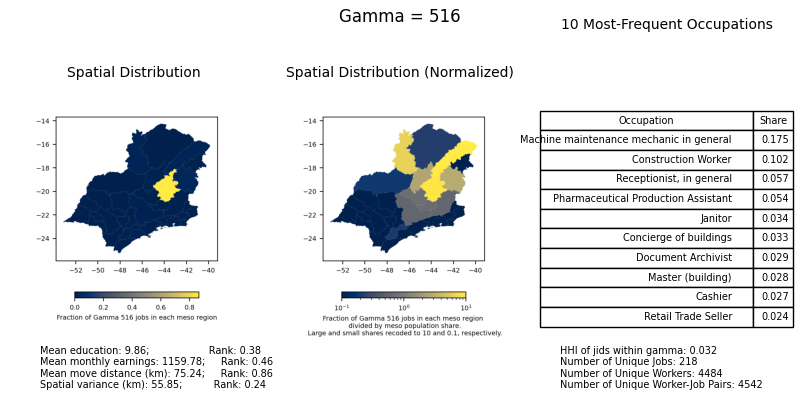 Gamma = 516
10 Most-Frequent Occupations
Spatial Distribution
Spatial Distribution (Normalized)
−14
−16
−18
−20
−22
−24
−52 −50 −48 −46 −44 −42 −40
0.0 0.2 0.4 0.6 0.8
Fraction of Gamma 516 jobs in each meso region
−14
−16
−18
−20
−22
−24
−52 −50 −48 −46 −44 −42 −40
10⁻¹ 10⁰ 10¹
Fraction of Gamma 516 jobs in each meso region
divided by meso population share.
Large and small shares recoded to 10 and 0.1, respectively.
Occupation Share
Machine maintenance mechanic in general 0.175
Construction Worker 0.102
Receptionist, in general 0.057
Pharmaceutical Production Assistant 0.054
Janitor 0.034
Concierge of buildings 0.033
Document Archivist 0.029
Master (building) 0.028
Cashier 0.027
Retail Trade Seller 0.024
Mean education: 9.86; Rank: 0.38
Mean monthly earnings: 1159.78; Rank: 0.46
Mean move distance (km): 75.24; Rank: 0.86
Spatial variance (km): 55.85; Rank: 0.24
HHI of jids within gamma: 0.032
Number of Unique Jobs: 218
Number of Unique Workers: 4484
Number of Unique Worker-Job Pairs: 4542